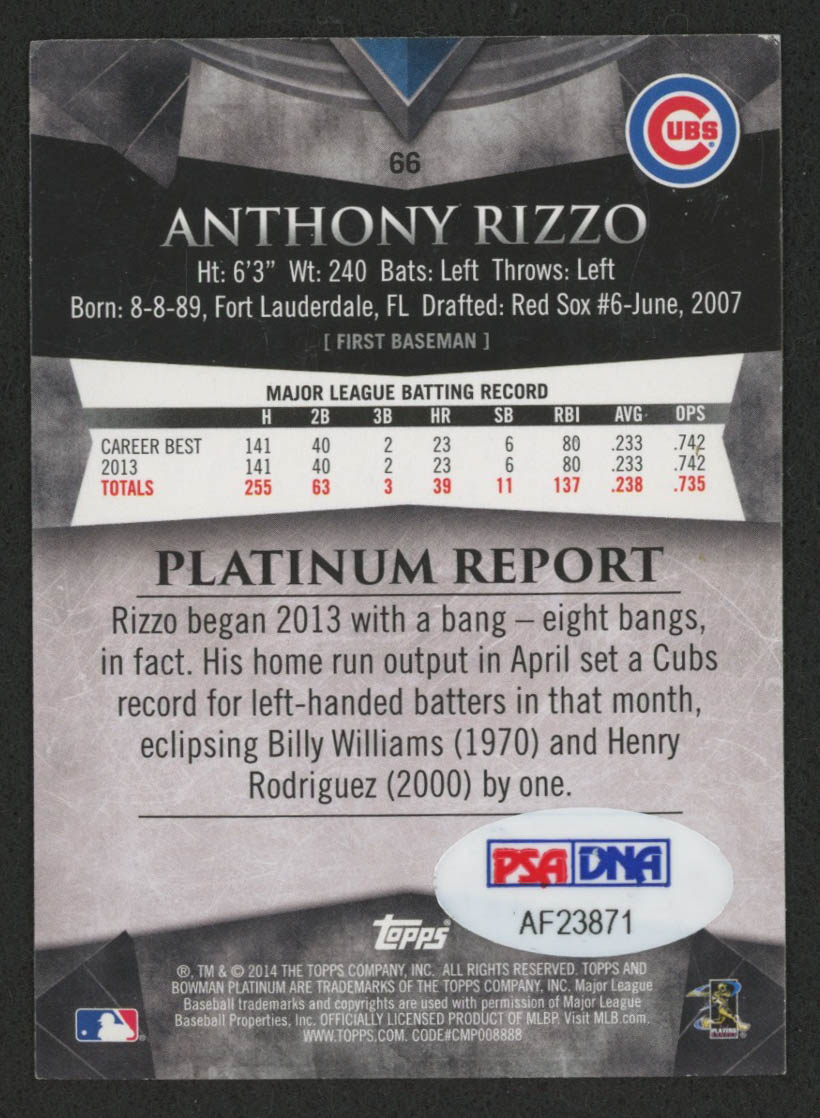 66
CUBS
ANTHONY RIZZO
Ht: 6'3" Wt: 240 Bats: Left Throws: Left
Born: 8-8-89, Fort Lauderdale, FL Drafted: Red Sox #6-June, 2007
[ FIRST BASEMAN ]
MAJOR LEAGUE BATTING RECORD
H 2B 3B HR SB RBI AVG OPS
CAREER BEST 141 40 2 23 6 80 .233 .742
2013 141 40 2 23 6 80 .233 .742
TOTALS 255 63 3 39 11 137 .238 .735
PLATINUM REPORT
Rizzo began 2013 with a bang – eight bangs,
in fact. His home run output in April set a Cubs
record for left-handed batters in that month,
eclipsing Billy Williams (1970) and Henry
Rodriguez (2000) by one.
PSA DNA
AF23871
TOPPS
®, TM & © 2014 THE TOPPS COMPANY, INC. ALL RIGHTS RESERVED. TOPPS AND
BOWMAN PLATINUM ARE TRADEMARKS OF THE TOPPS COMPANY, INC. Major League
Baseball trademarks and copyrights are used with permission of Major League
Baseball Properties, Inc. OFFICIALLY LICENSED PRODUCT OF MLBP. Visit MLB.com.
WWW.TOPPS.COM. CODE#CMP008888